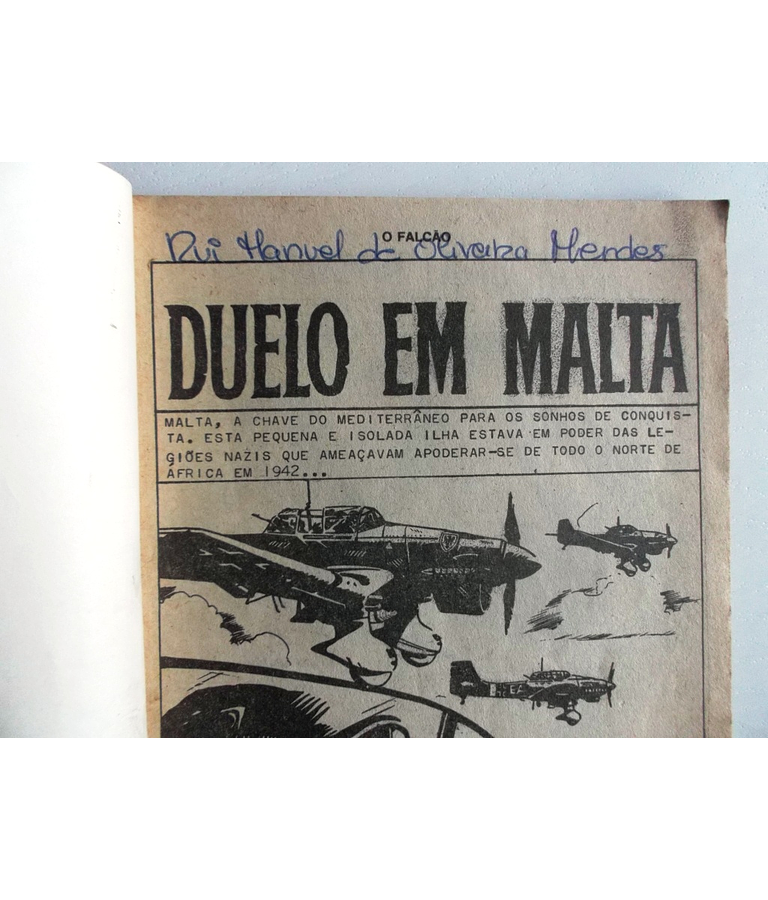 O FALCÃO
Rui Manuel de Oliveira Mendes
DUELO EM MALTA
MALTA, A CHAVE DO MEDITERRÂNEO PARA OS SONHOS DE CONQUIS-
TA. ESTA PEQUENA E ISOLADA ILHA ESTAVA EM PODER DAS LE-
GIÕES NAZIS QUE AMEAÇAVAM APODERAR-SE DE TODO O NORTE DE
ÁFRICA EM 1942...